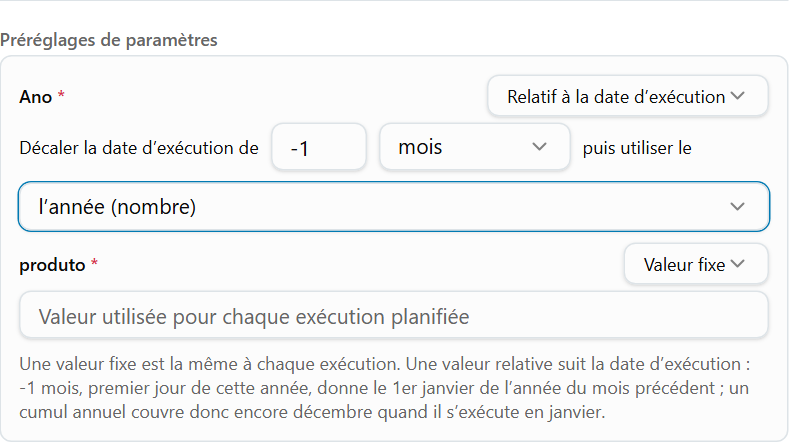 Préréglages de paramètres
Ano *
Relatif à la date d’exécution
Décaler la date d’exécution de -1 mois puis utiliser le
l’année (nombre)
produto *
Valeur fixe
Valeur utilisée pour chaque exécution planifiée
Une valeur fixe est la même à chaque exécution. Une valeur relative suit la date d’exécution :
-1 mois, premier jour de cette année, donne le 1er janvier de l’année du mois précédent ; un
cumul annuel couvre donc encore décembre quand il s’exécute en janvier.